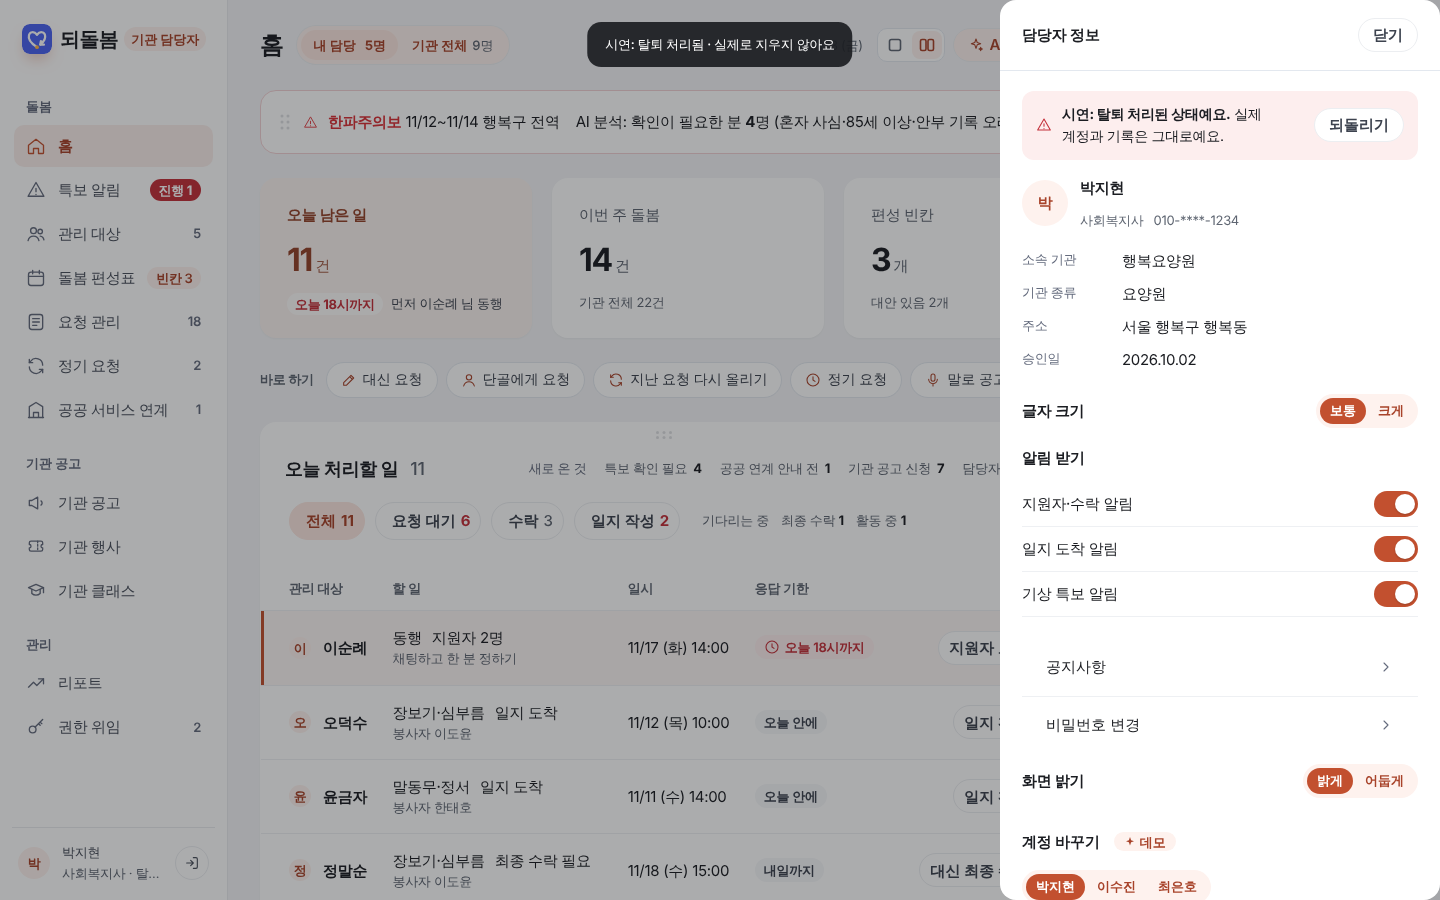 되돌봄 기관 담당자
돌봄
홈
특보 알림 진행 1
관리 대상 5
돌봄 편성표 빈칸 3
요청 관리 18
정기 요청 2
공공 서비스 연계 1
기관 공고
기관 공고
기관 행사
기관 클래스
관리
리포트
권한 위임 2
박 박지현
사회복지사 · 탈...
홈 내 담당 5명 기관 전체 9명
시연: 탈퇴 처리됨 · 실제로 지우지 않아요
한파주의보 11/12~11/14 행복구 전역 AI 분석: 확인이 필요한 분 4명 (혼자 사심·85세 이상·안부 기록
오늘 남은 일
11건
오늘 18시까지 먼저 이순례 님 동행
이번 주 돌봄
14건
기관 전체 22건
편성 빈칸
3개
대안 있음 2개
바로 하기 대신 요청 단골에게 요청 지난 요청 다시 올리기 정기 요청 말로
오늘 처리할 일 11
새로 온 것 특보 확인 필요 4 공공 연계 안내 전 1 기관 공고 신청 7 담당자
전체 11 요청 대기 6 수락 3 일지 작성 2 기다리는 중 최종 수락 1 활동 중 1
관리 대상 할 일 일시 응답 기한
이 이순례 동행 지원자 2명 11/17 (화) 14:00 오늘 18시까지 지원자
채팅하고 한 분 정하기
오 오덕수 장보기·심부름 일지 도착 11/12 (목) 10:00 오늘 안에 일지
봉사자 이도윤
윤 윤금자 말동무·정서 일지 도착 11/11 (수) 14:00 오늘 안에 일지
봉사자 한태호
정 정말순 장보기·심부름 최종 수락 필요 11/18 (수) 15:00 내일까지 대신 최종
봉사자 이도윤
담당자 정보 닫기
시연: 탈퇴 처리된 상태예요. 실제
계정과 기록은 그대로예요.
되돌리기
박 박지현
사회복지사 010-****-1234
소속 기관 행복요양원
기관 종류 요양원
주소 서울 행복구 행복동
승인일 2026.10.02
글자 크기 보통 크게
알림 받기
지원자·수락 알림
일지 도착 알림
기상 특보 알림
공지사항
비밀번호 변경
화면 밝기 밝게 어둡게
계정 바꾸기 데모
박지현 이수진 최은호